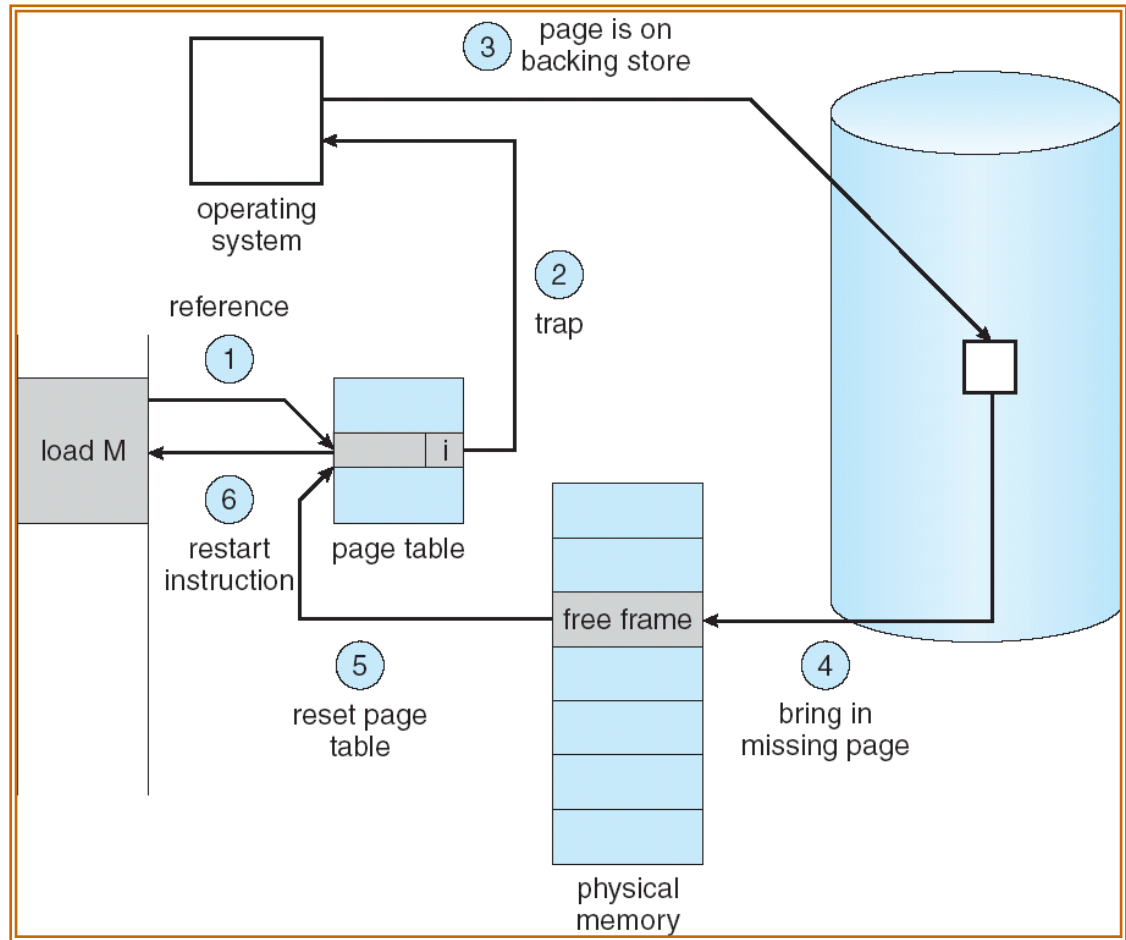 3
page is on
backing store
operating
system
2
trap
reference
1
load M
i
6
restart
instruction
page table
free frame
5
reset page
table
4
bring in
missing page
physical
memory